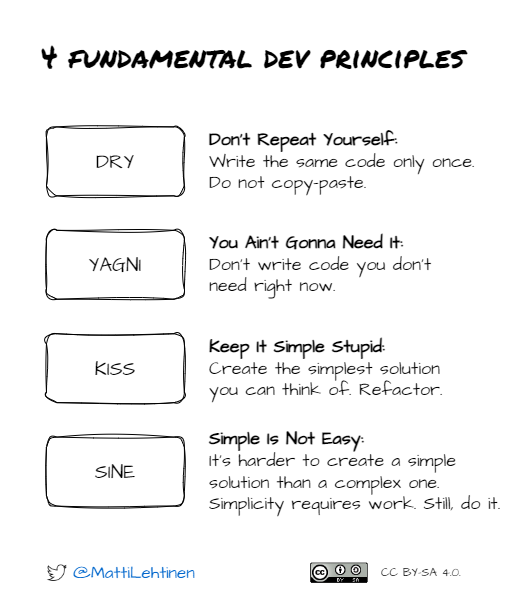 4 FUNDAMENTAL DEV PRINCIPLES
DRY
Don't Repeat Yourself:
Write the same code only once.
Do not copy-paste.
YAGNI
You Ain't Gonna Need It:
Don't write code you don't
need right now.
KISS
Keep It Simple Stupid:
Create the simplest solution
you can think of. Refactor.
SINE
Simple Is Not Easy:
It's harder to create a simple
solution than a complex one.
Simplicity requires work. Still, do it.
@MattiLehtinen
cc BY SA
CC BY-SA 4.0.